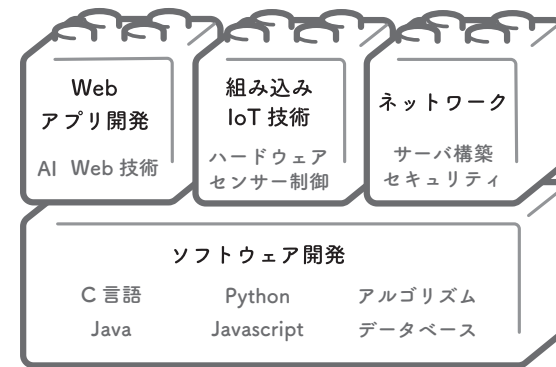 Web
アプリ開発
AI Web 技術
組み込み
IoT 技術
ハードウェア
センサー制御
ネットワーク
サーバ構築
セキュリティ
ソフトウェア開発
C 言語 Python アルゴリズム
Java Javascript データベース